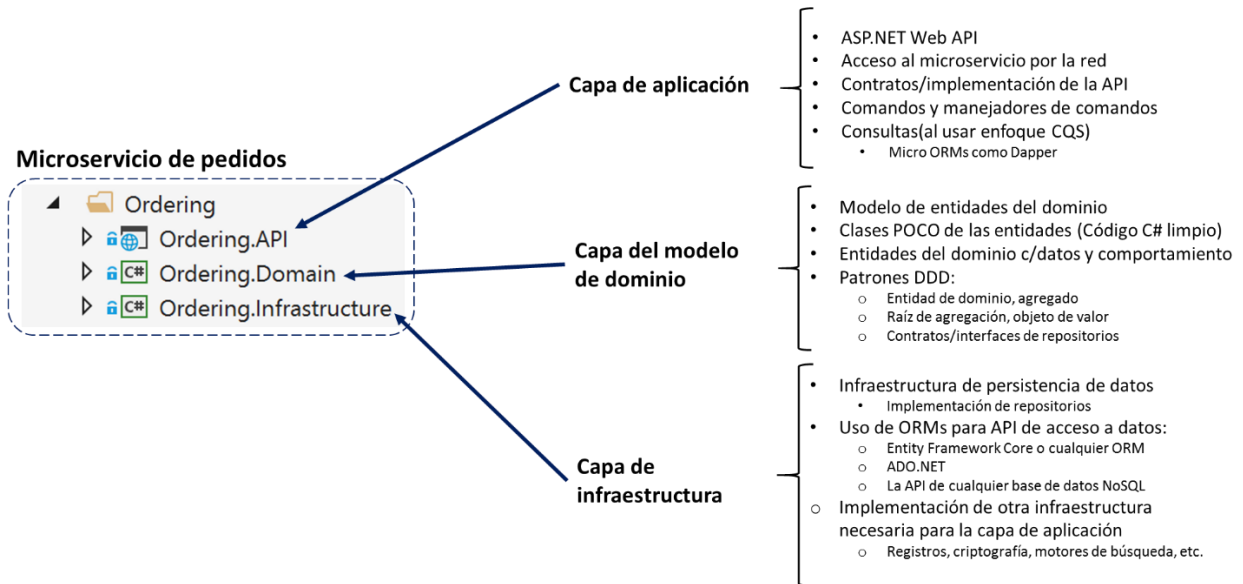 Microservicio de pedidos
Ordering
Ordering.API
C# Ordering.Domain
C# Ordering.Infrastructure
Capa de aplicación
• ASP.NET Web API
• Acceso al microservicio por la red
• Contratos/implementación de la API
• Comandos y manejadores de comandos
• Consultas(al usar enfoque CQS)
• Micro ORMs como Dapper
Capa del modelo
de dominio
• Modelo de entidades del dominio
• Clases POCO de las entidades (Código C# limpio)
• Entidades del dominio c/datos y comportamiento
• Patrones DDD:
o Entidad de dominio, agregado
o Raíz de agregación, objeto de valor
o Contratos/interfaces de repositorios
Capa de
infraestructura
• Infraestructura de persistencia de datos
• Implementación de repositorios
• Uso de ORMs para API de acceso a datos:
o Entity Framework Core o cualquier ORM
o ADO.NET
o La API de cualquier base de datos NoSQL
o Implementación de otra infraestructura
necesaria para la capa de aplicación
o Registros, criptografía, motores de búsqueda, etc.